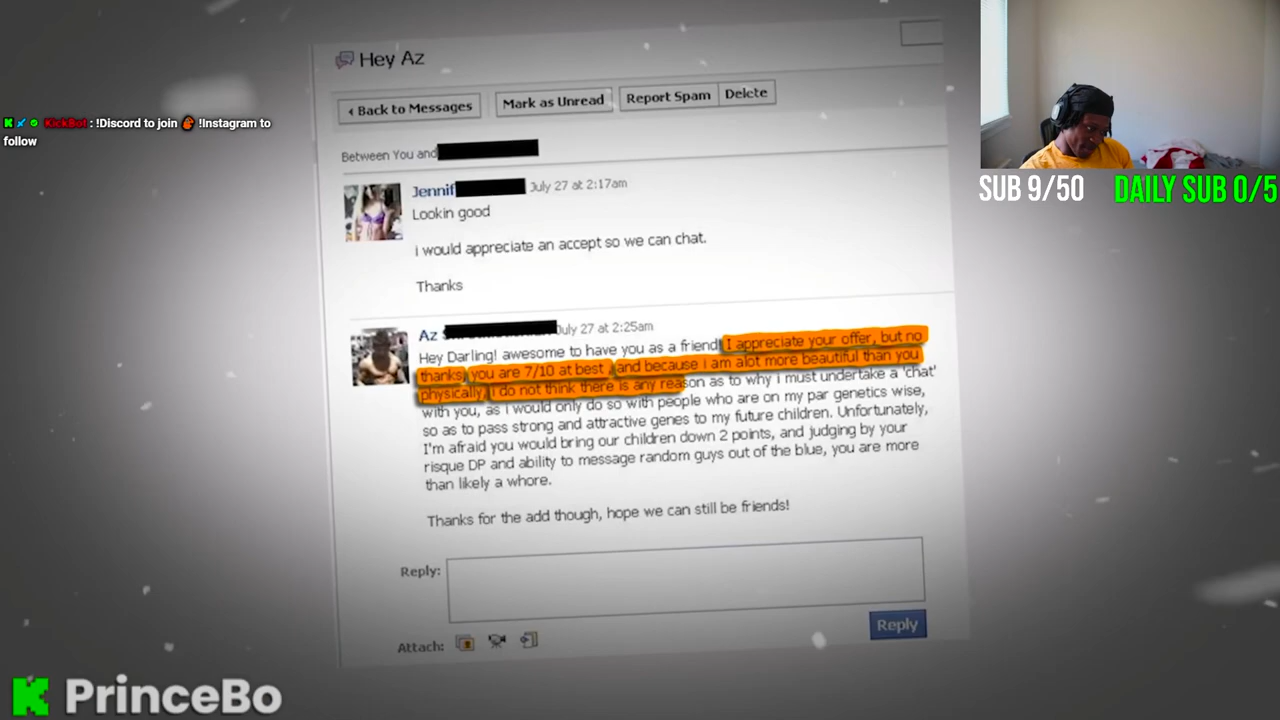 Hey Az
Back to Messages
Mark as Unread
Report Spam
Delete
KickBot : !Discord to join !Instagram to
follow
Between You and
Jennif July 27 at 2:17am
Lookin good
i would appreciate an accept so we can chat.
Thanks
Az July 27 at 2:25am
Hey Darling! awesome to have you as a friend! I appreciate your offer, but no
thanks, you are 7/10 at best, and because i am alot more beautiful than you
physically, i do not think there is any reason as to why I must undertake a 'chat'
with you, as I would only do so with people who are on my par genetics wise,
so as to pass strong and attractive genes to my future children. Unfortunately,
I'm afraid you would bring our children down 2 points, and judging by your
risque DP and ability to message random guys out of the blue, you are more
than likely a whore.
Thanks for the add though, hope we can still be friends!
Reply:
Reply
Attach:
SUB 9/50
DAILY SUB 0/5
K PrinceBo